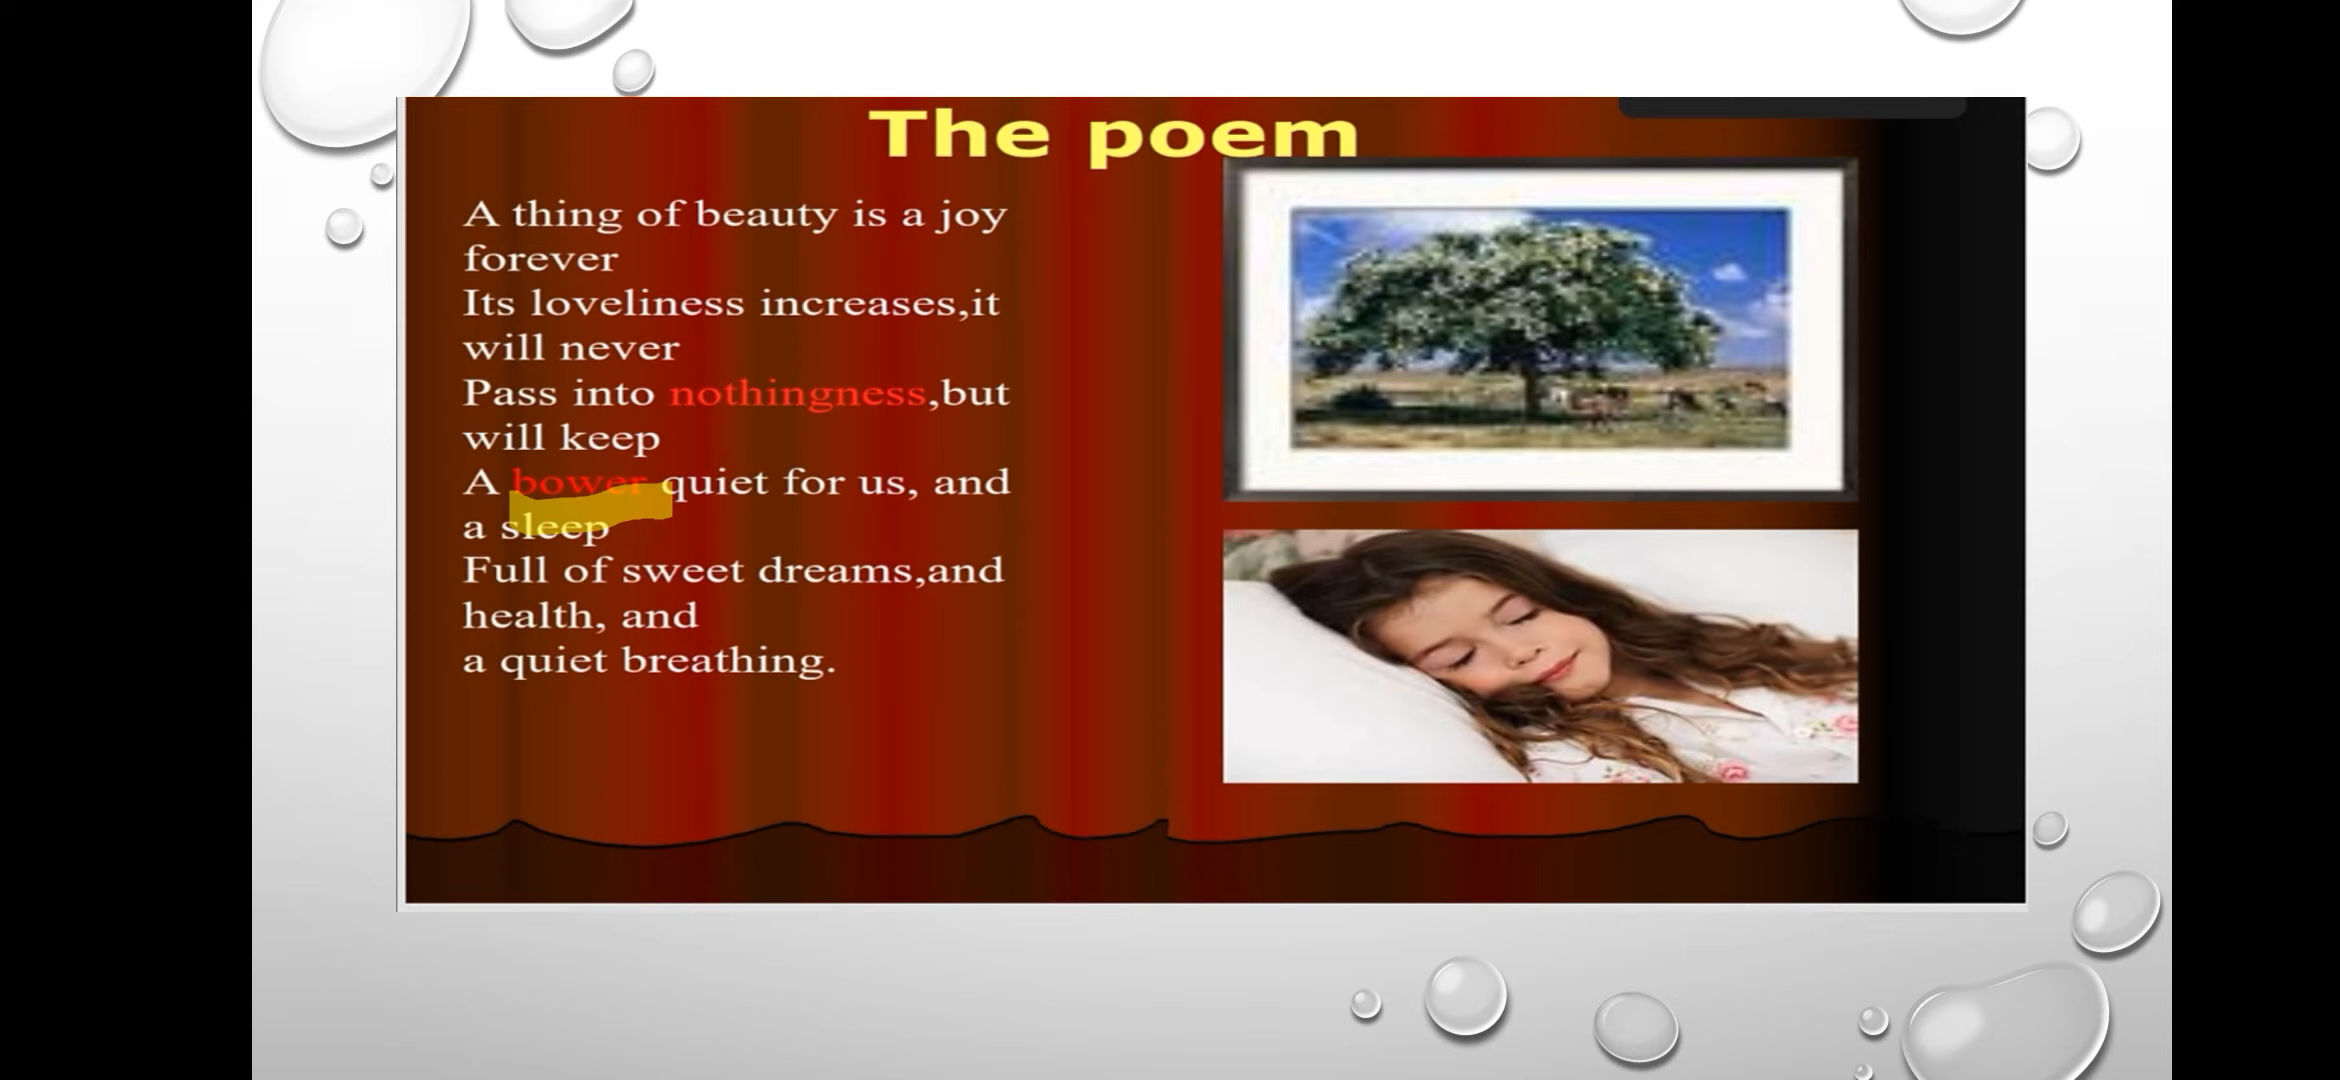 The poem
A thing of beauty is a joy
forever
Its loveliness increases,it
will never
Pass into nothingness,but
will keep
A bower quiet for us, and
a sleep
Full of sweet dreams,and
health, and
a quiet breathing.